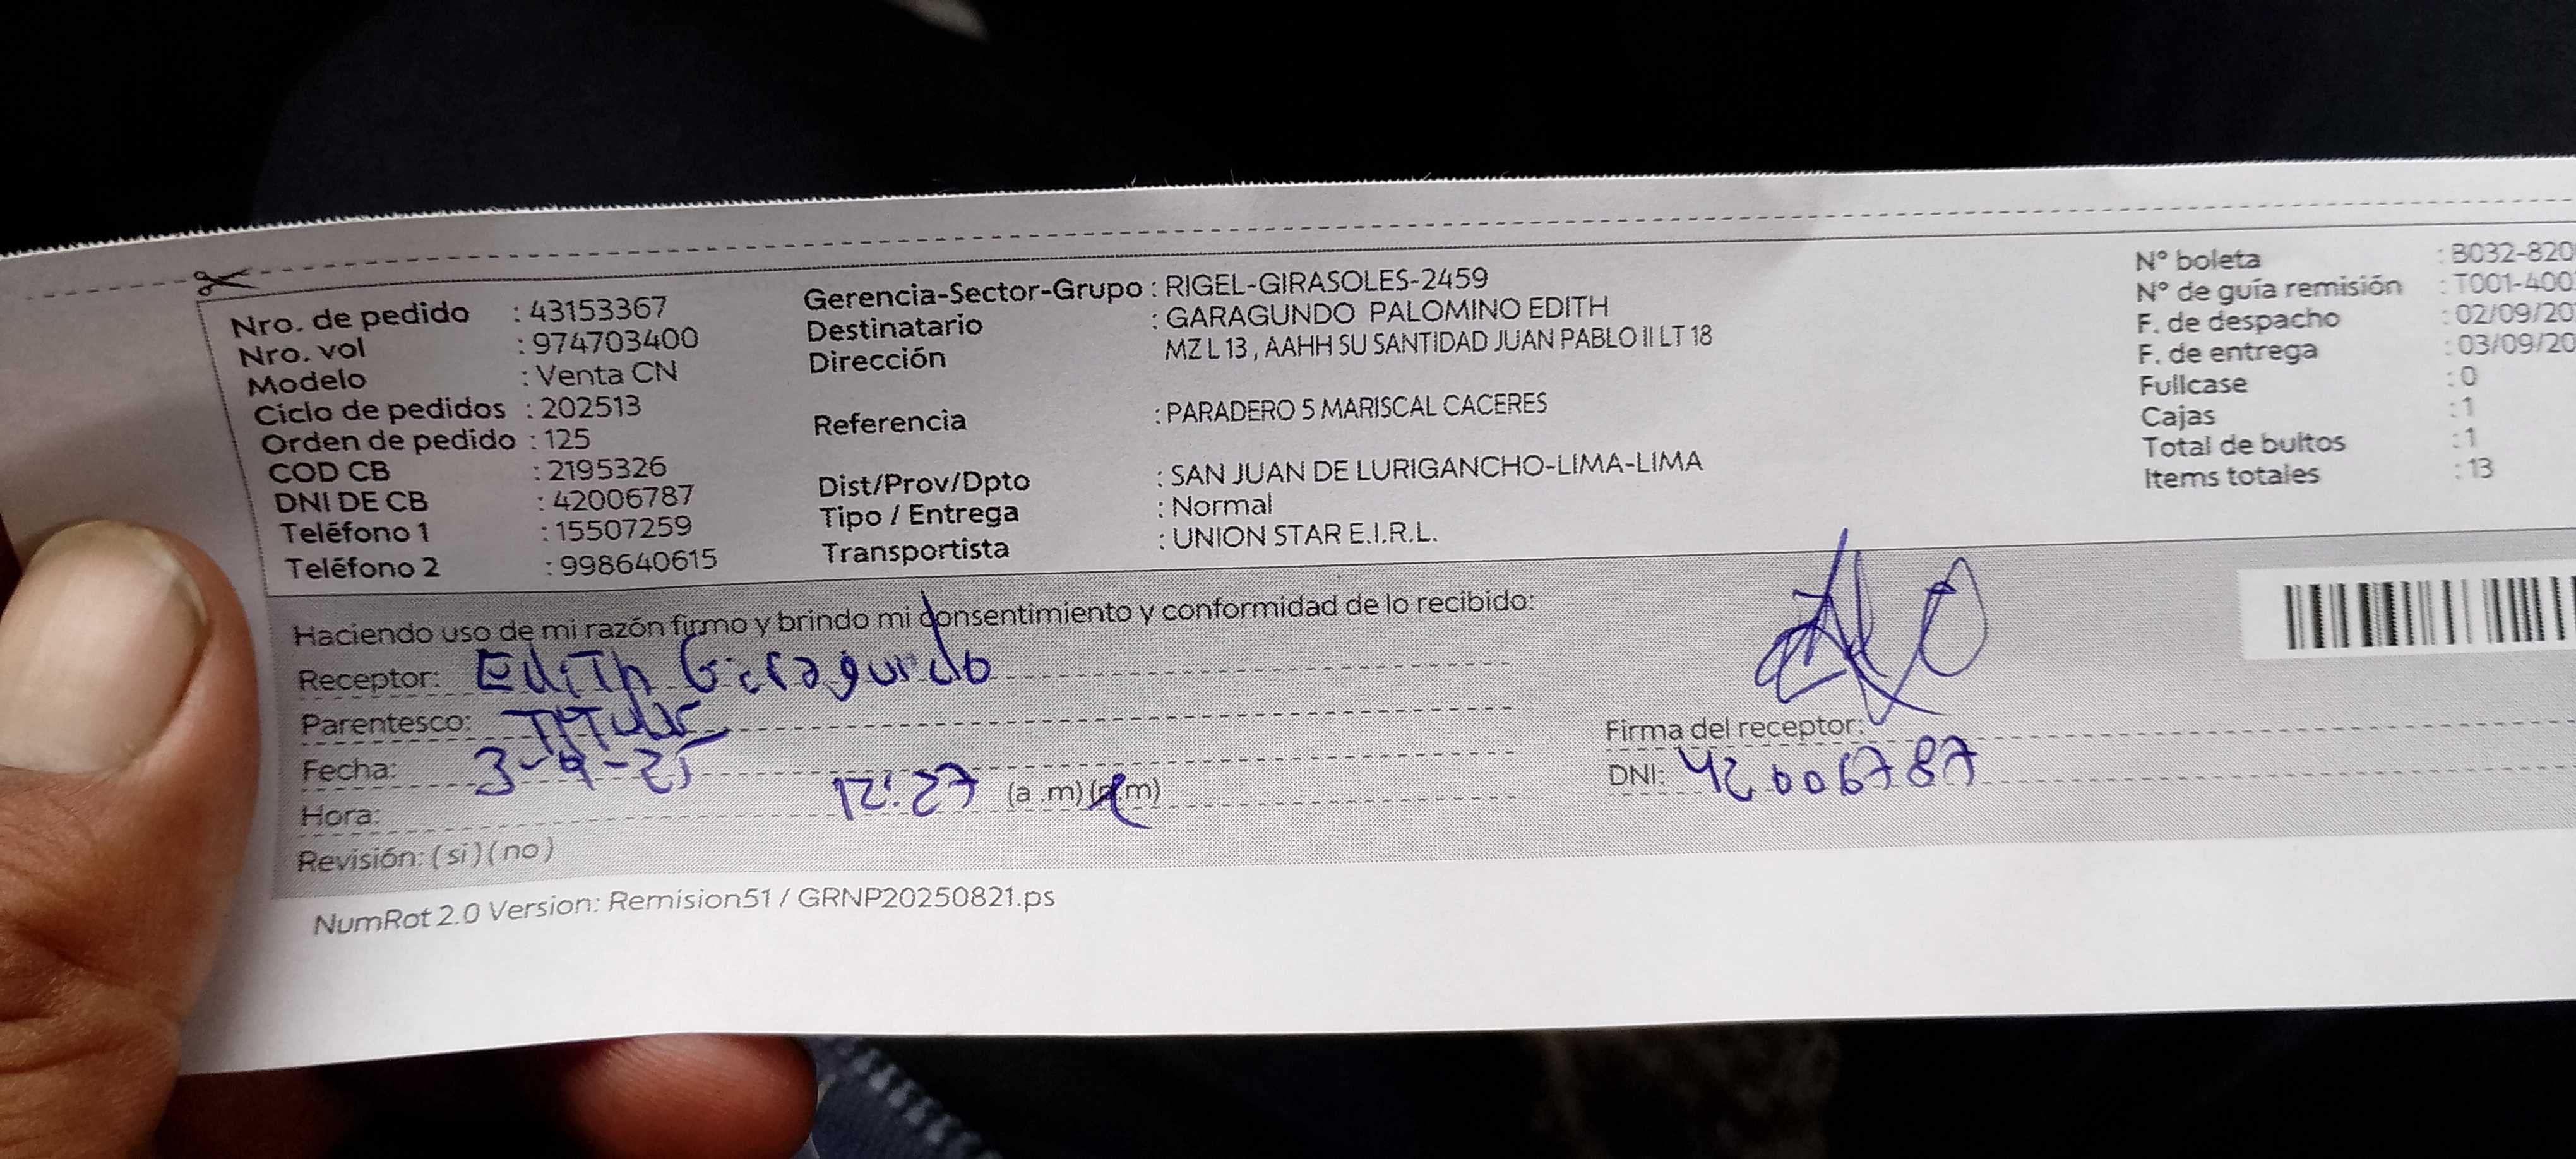 Nro. de pedido : 43153367
Nro. vol : 974703400
Modelo : Venta CN
Ciclo de pedidos : 202513
Orden de pedido : 125
COD CB : 2195326
DNI DE CB : 42006787
Teléfono 1 : 15507259
Teléfono 2 : 998640615
Gerencia-Sector-Grupo : RIGEL-GIRASOLES-2459
Destinatario : GARAGUNDO PALOMINO EDITH
Dirección MZ L 13 , AAHH SU SANTIDAD JUAN PABLO II LT 18
Referencia : PARADERO 5 MARISCAL CACERES
Dist/Prov/Dpto : SAN JUAN DE LURIGANCHO-LIMA-LIMA
Tipo / Entrega : Normal
Transportista : UNION STAR E.I.R.L.
N° boleta : B032-820
N° de guía remisión : T001-400
F. de despacho : 02/09/20
F. de entrega : 03/09/20
Fullcase : 0
Cajas : 1
Total de bultos : 1
Items totales : 13
Haciendo uso de mi razón firmo y brindo mi consentimiento y conformidad de lo recibido:
Receptor: Edith Garagundo
Parentesco: Titular
Fecha: 3-9-25
Hora: 12:27 (a .m) (p.m)
Revisión: ( si ) ( no )
Firma del receptor:
DNI: 42006787
NumRot 2.0 Version: Remision51 / GRNP20250821.ps